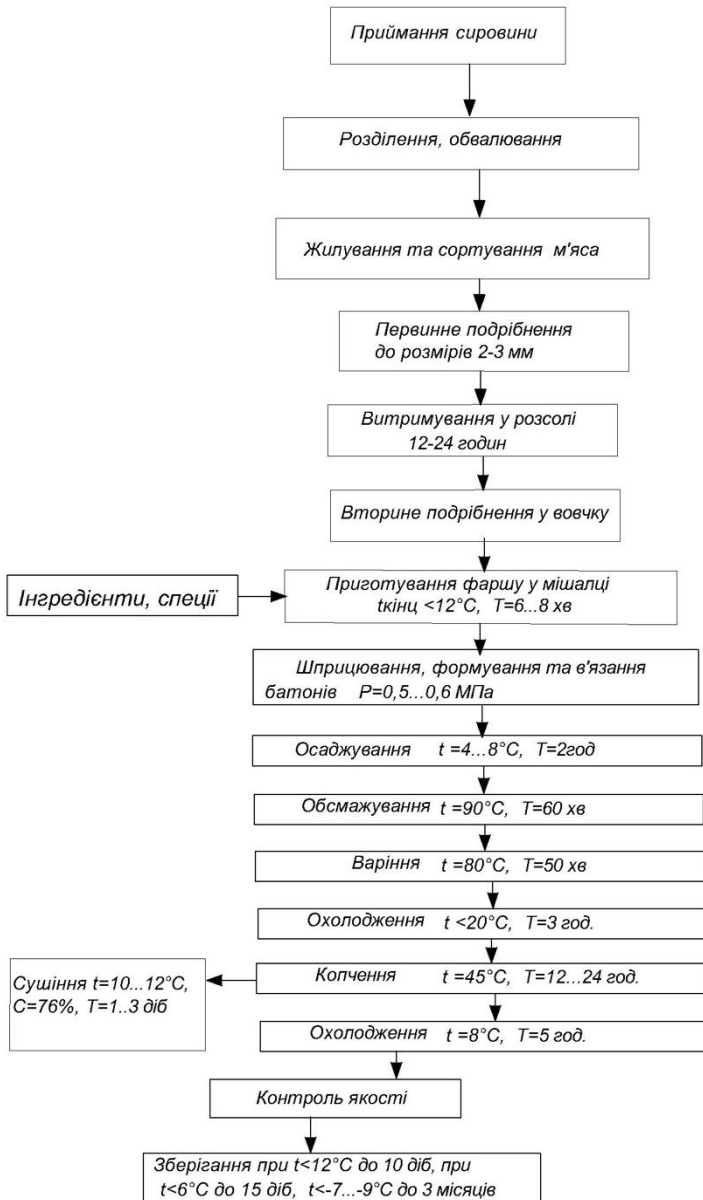 Приймання сировини
Розділення, обвалювання
Жилування та сортування м'яса
Первинне подрібнення
до розмірів 2-3 мм
Витримування у розсолі
12-24 годин
Вторине подрібнення у вовчку
Інгредієнти, спеції
Приготування фаршу у мішалці
tкінц <12°С, Т=6...8 хв
Шприцювання, формування та в'язання
батонів Р=0,5...0,6 МПа
Осаджування t =4...8°С, Т=2год
Обсмажування t =90°С, Т=60 хв
Варіння t =80°С, Т=50 хв
Охолодження t <20°С, Т=3 год.
Сушіння t=10...12°С,
С=76%, Т=1..3 діб
Копчення t =45°С, Т=12...24 год.
Охолодження t =8°С, Т=5 год.
Контроль якості
Зберігання при t<12°С до 10 діб, при
t<6°С до 15 діб, t<-7...-9°С до 3 місяців